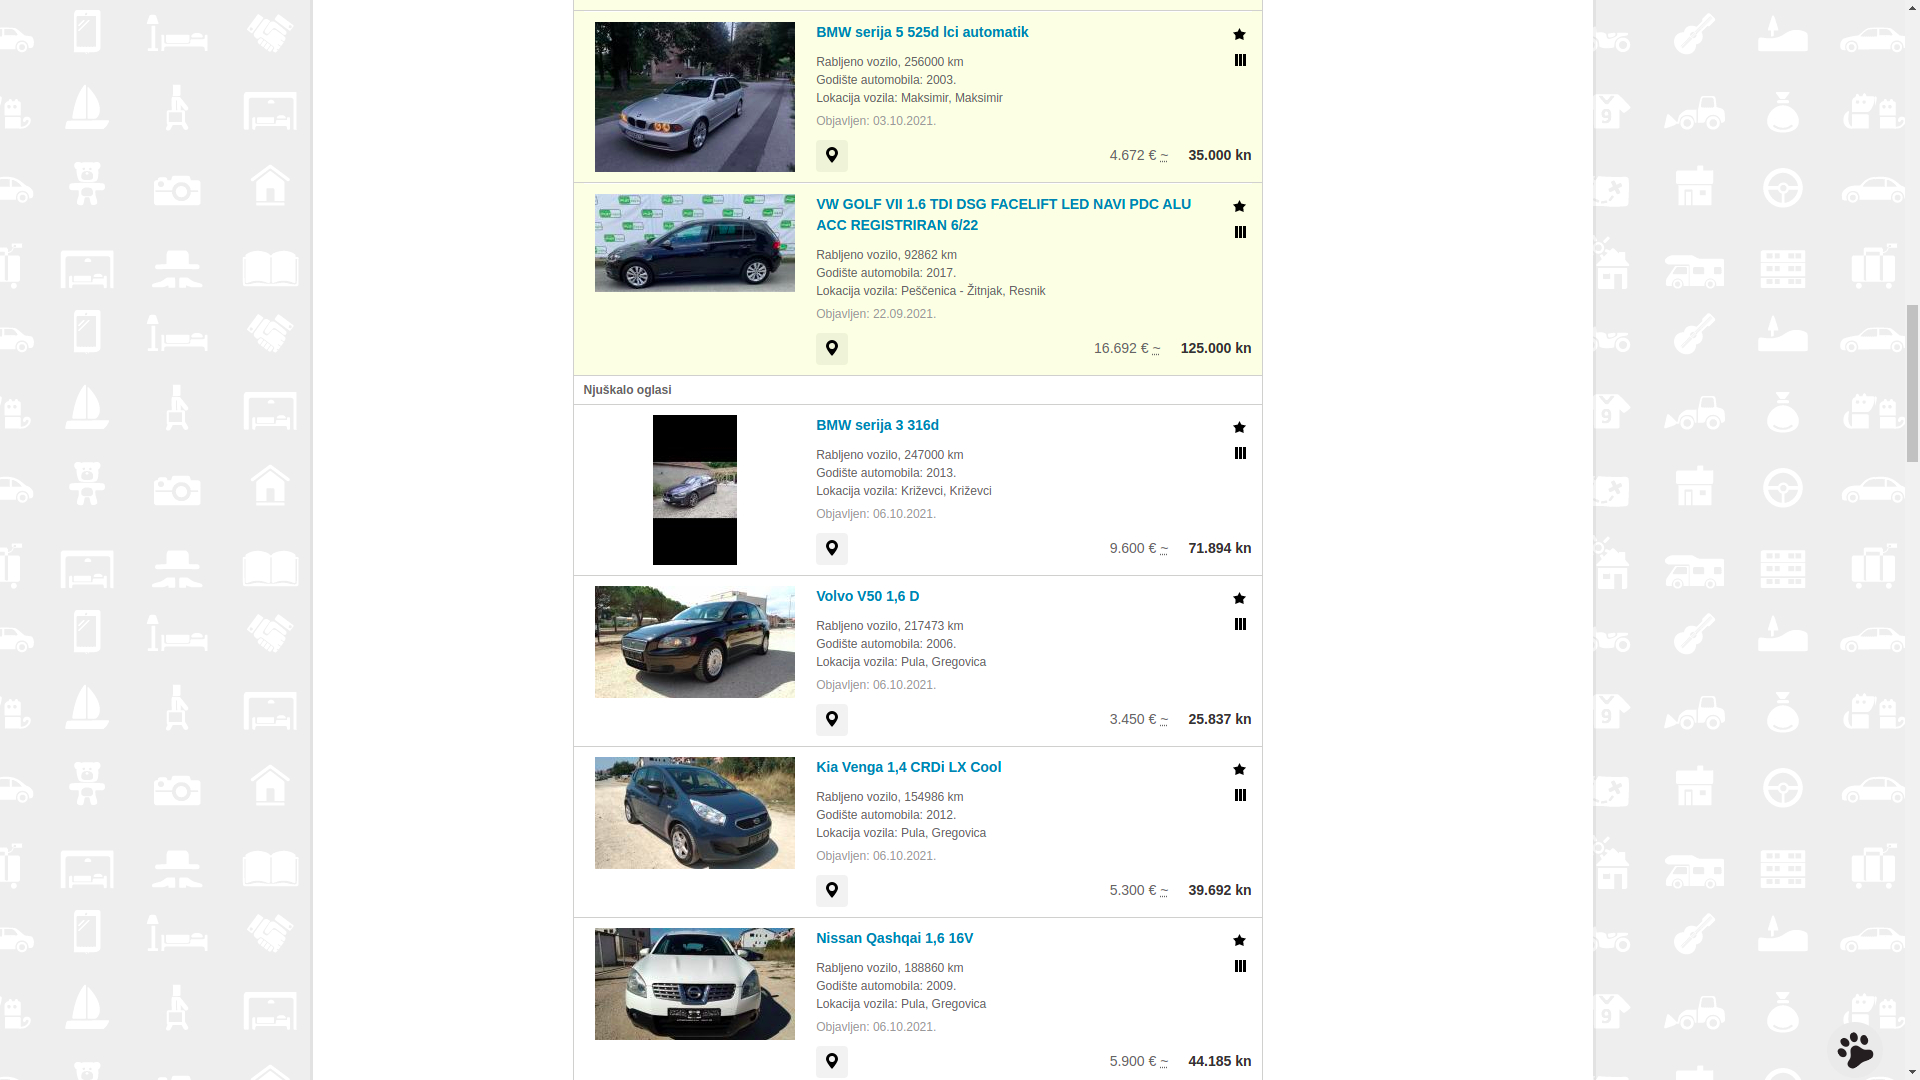 BMW serija 5 525d lci automatik
Rabljeno vozilo, 256000 km
Godište automobila: 2003.
Lokacija vozila: Maksimir, Maksimir
Objavljen: 03.10.2021.
4.672 € ~ 35.000 kn
VW GOLF VII 1.6 TDI DSG FACELIFT LED NAVI PDC ALU
ACC REGISTRIRAN 6/22
Rabljeno vozilo, 92862 km
Godište automobila: 2017.
Lokacija vozila: Peščenica - Žitnjak, Resnik
Objavljen: 22.09.2021.
16.692 € ~ 125.000 kn
Njuškalo oglasi
BMW serija 3 316d
Rabljeno vozilo, 247000 km
Godište automobila: 2013.
Lokacija vozila: Križevci, Križevci
Objavljen: 06.10.2021.
9.600 € ~ 71.894 kn
Volvo V50 1,6 D
Rabljeno vozilo, 217473 km
Godište automobila: 2006.
Lokacija vozila: Pula, Gregovica
Objavljen: 06.10.2021.
3.450 € ~ 25.837 kn
Kia Venga 1,4 CRDi LX Cool
Rabljeno vozilo, 154986 km
Godište automobila: 2012.
Lokacija vozila: Pula, Gregovica
Objavljen: 06.10.2021.
5.300 € ~ 39.692 kn
Nissan Qashqai 1,6 16V
Rabljeno vozilo, 188860 km
Godište automobila: 2009.
Lokacija vozila: Pula, Gregovica
Objavljen: 06.10.2021.
5.900 € ~ 44.185 kn